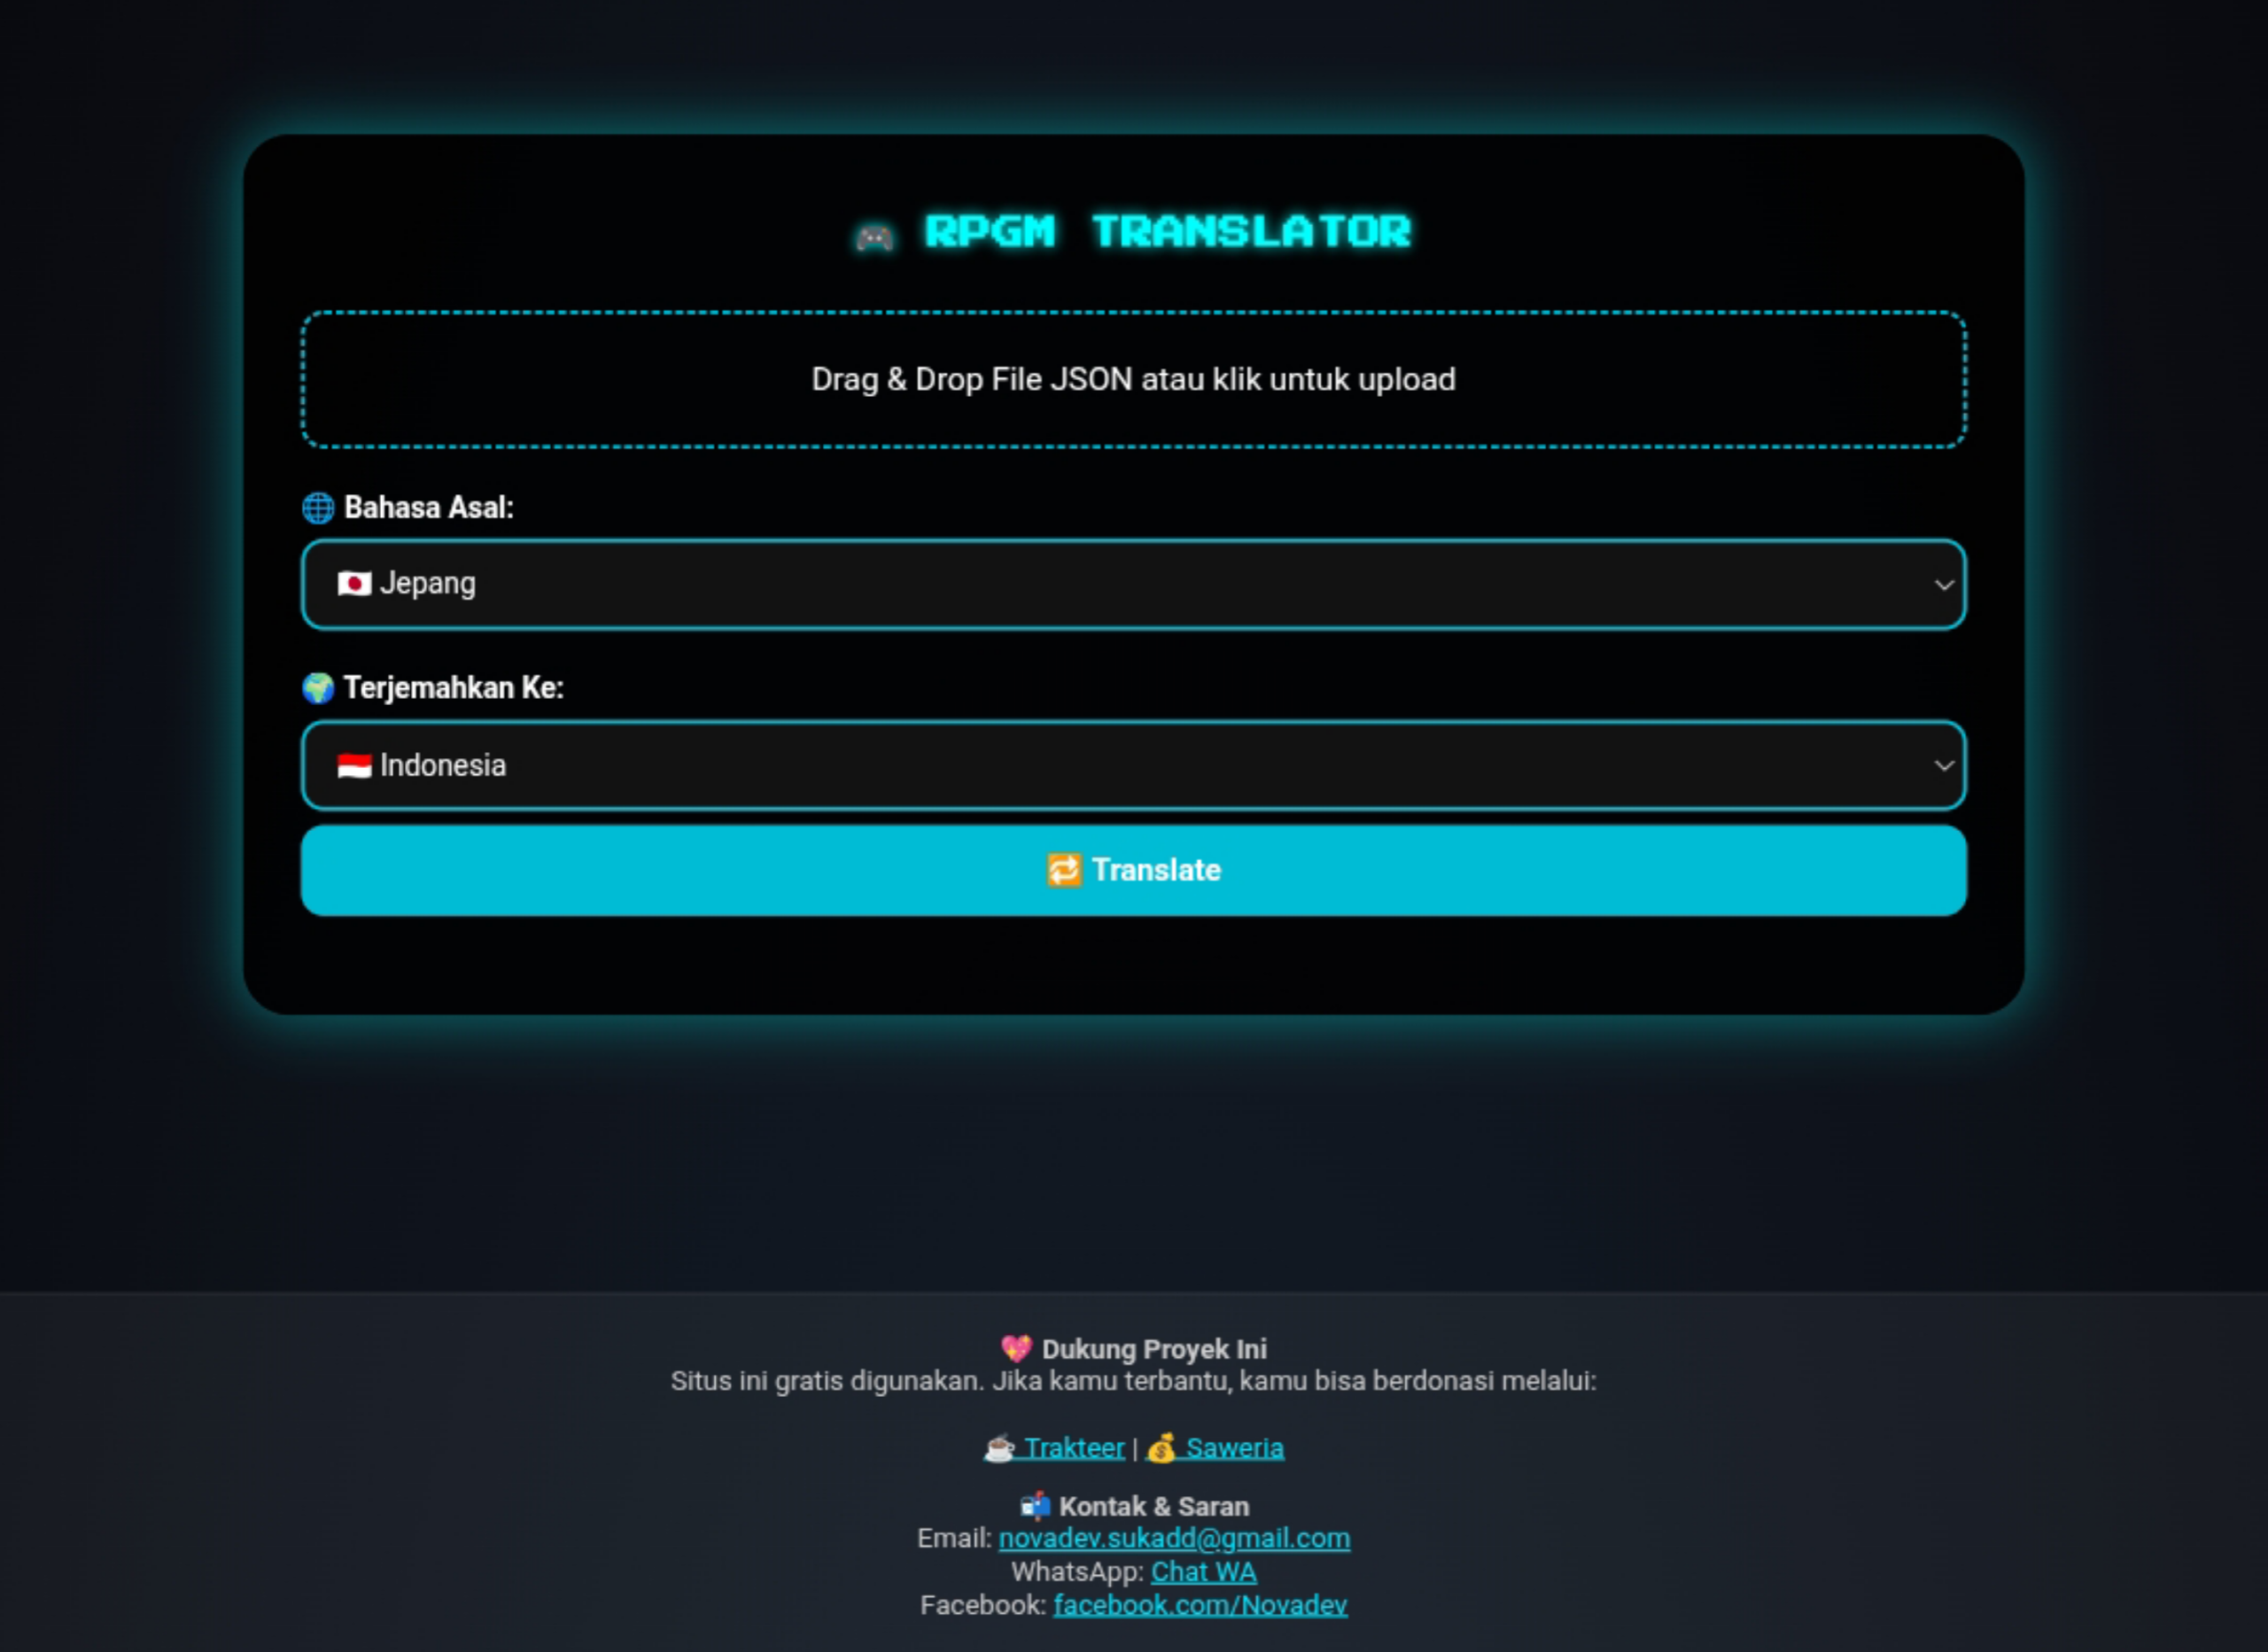 🎮 RPGM TRANSLATOR
Drag & Drop File JSON atau klik untuk upload
🌐 Bahasa Asal:
🇯🇵 Jepang
🌍 Terjemahkan Ke:
🇮🇩 Indonesia
🔁 Translate
💖 Dukung Proyek Ini
Situs ini gratis digunakan. Jika kamu terbantu, kamu bisa berdonasi melalui:
☕ Trakteer | 💰 Saweria
📬 Kontak & Saran
Email: novadev.sukadd@gmail.com
WhatsApp: Chat WA
Facebook: facebook.com/Novadev